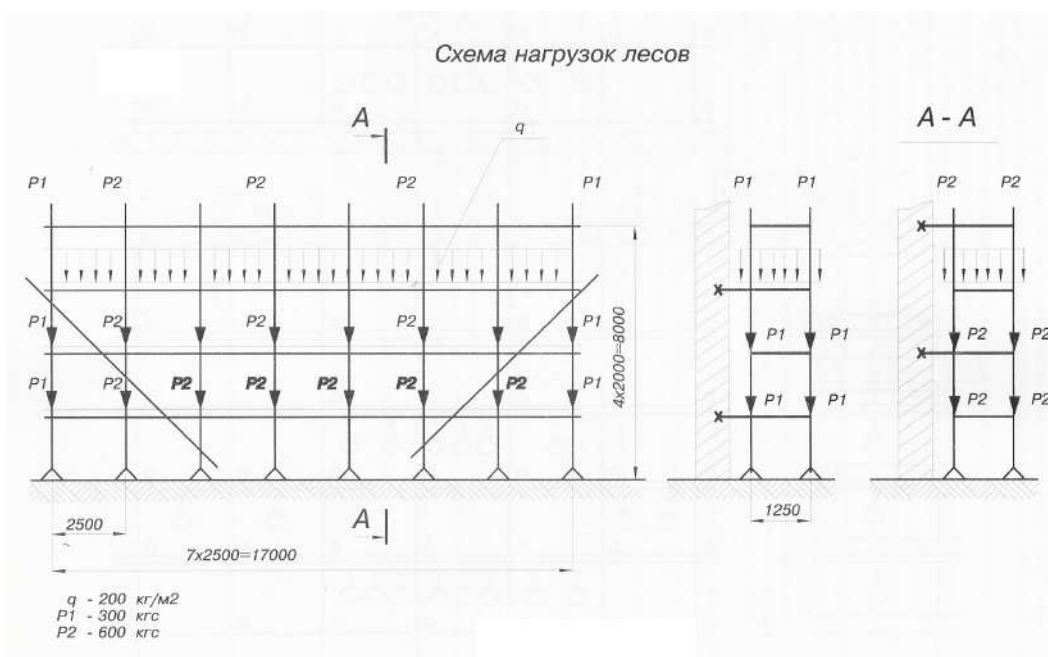 Схема нагрузок лесов
А
q
А - А
P1 P2 P2 P2 P1
P1 P1
P2 P2
P1 P2 P2 P1
P1 P1
P2 P2
P1 P2 P2 P2 P2 P2 P2 P1
P1 P1
P2 P2
4x2000=8000
2500
А
1250
7x2500=17000
q - 200 кг/м2
P1 - 300 кгс
P2 - 600 кгс